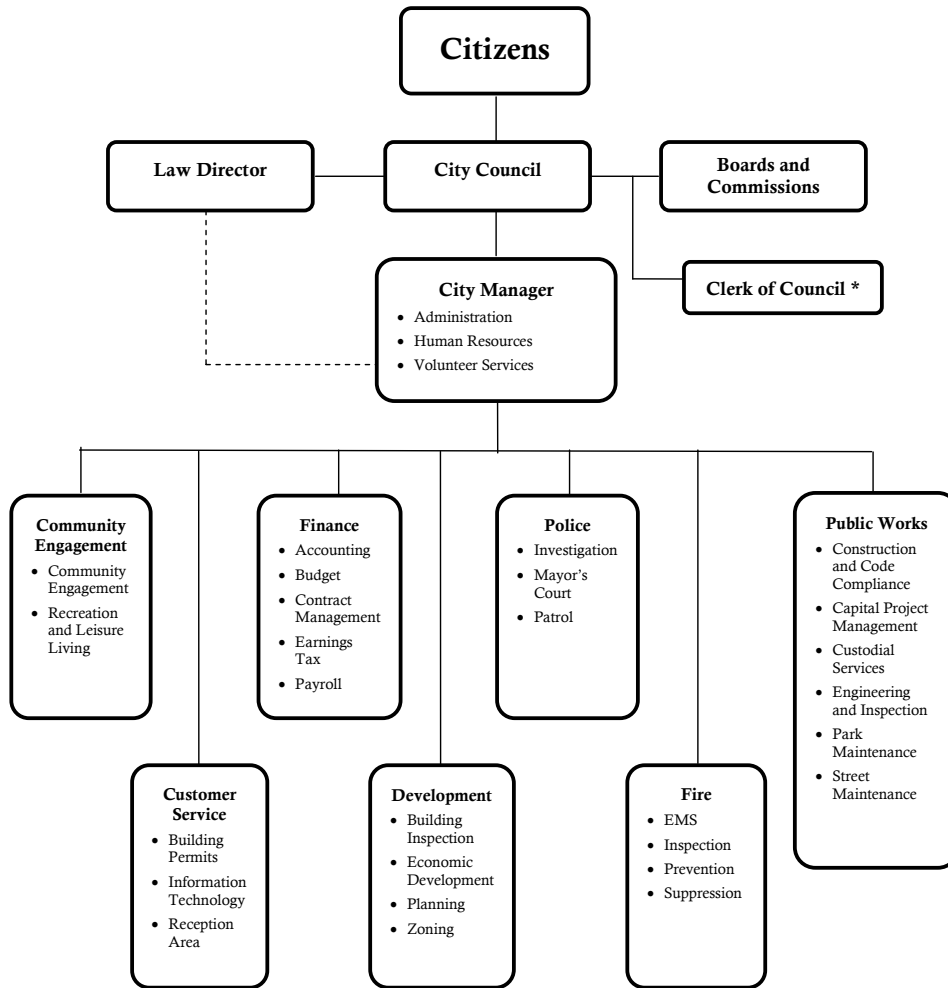 Citizens
Law Director
City Council
Boards and
Commissions
Clerk of Council *
City Manager
• Administration
• Human Resources
• Volunteer Services
Community
Engagement
• Community
Engagement
• Recreation
and Leisure
Living
Finance
• Accounting
• Budget
• Contract
Management
• Earnings
Tax
• Payroll
Police
• Investigation
• Mayor's
Court
• Patrol
Public Works
• Construction
and Code
Compliance
• Capital Project
Management
• Custodial
Services
• Engineering
and Inspection
• Park
Maintenance
• Street
Maintenance
Customer
Service
• Building
Permits
• Information
Technology
• Reception
Area
Development
• Building
Inspection
• Economic
Development
• Planning
• Zoning
Fire
• EMS
• Inspection
• Prevention
• Suppression